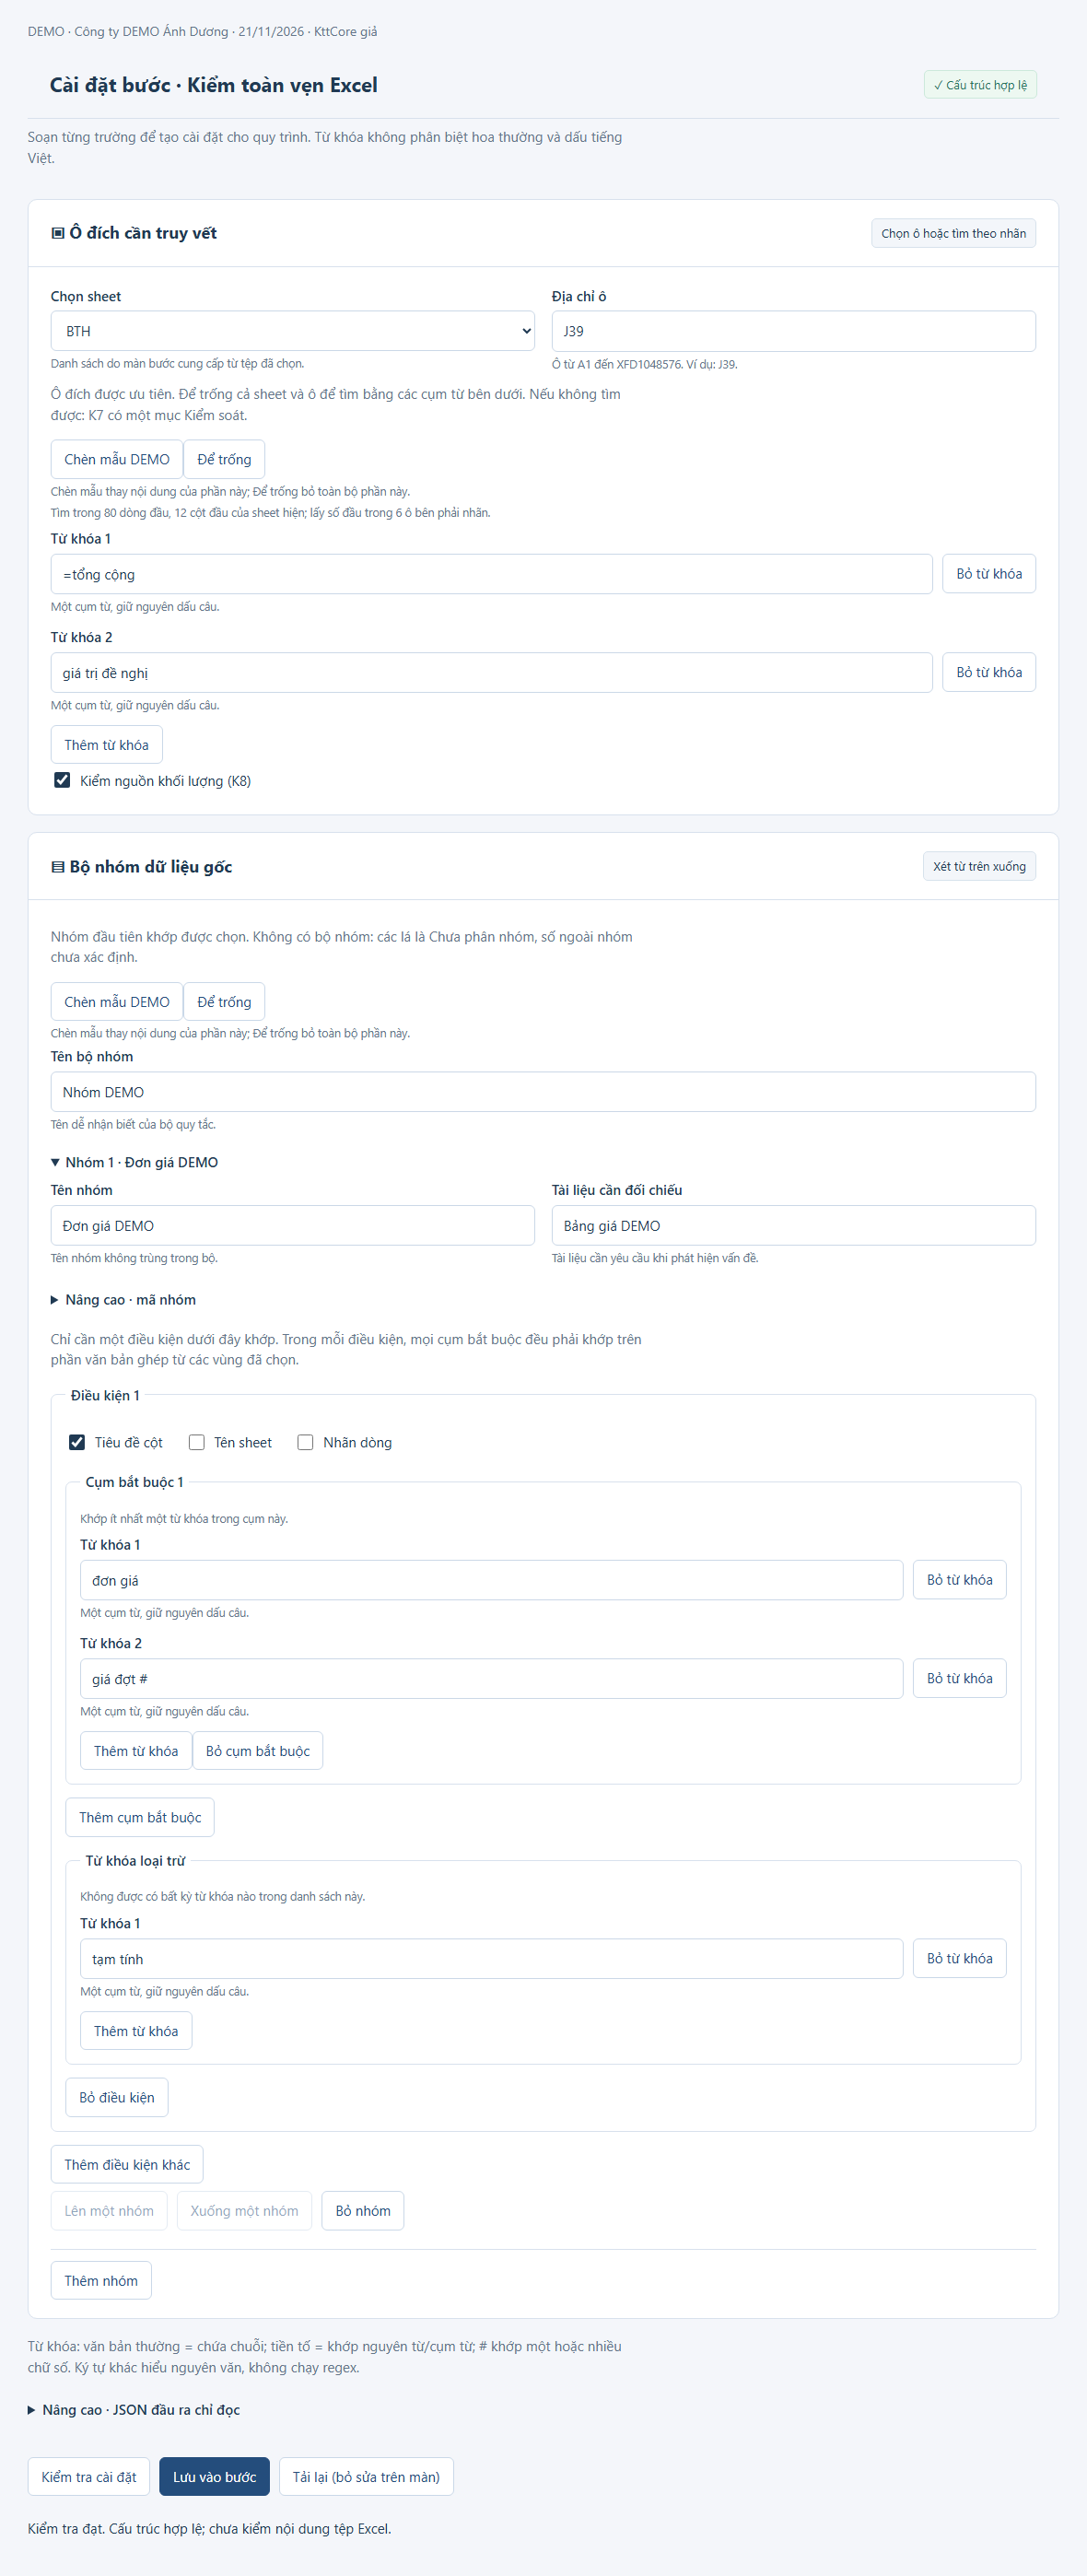 DEMO · Công ty DEMO Ánh Dương · 21/11/2026 · KttCore giả
Cài đặt bước · Kiểm toàn vẹn Excel
✓ Cấu trúc hợp lệ
Soạn từng trường để tạo cài đặt cho quy trình. Từ khóa không phân biệt hoa thường và dấu tiếng
Việt.
▣ Ô đích cần truy vết
Chọn ô hoặc tìm theo nhãn
Chọn sheet
Địa chỉ ô
BTH
J39
Danh sách do màn bước cung cấp từ tệp đã chọn.
Ô từ A1 đến XFD1048576. Ví dụ: J39.
Ô đích được ưu tiên. Để trống cả sheet và ô để tìm bằng các cụm từ bên dưới. Nếu không tìm
được: K7 có một mục Kiểm soát.
Chèn mẫu DEMO
Để trống
Chèn mẫu thay nội dung của phần này; Để trống bỏ toàn bộ phần này.
Tìm trong 80 dòng đầu, 12 cột đầu của sheet hiện; lấy số đầu trong 6 ô bên phải nhãn.
Từ khóa 1
=tổng cộng
Bỏ từ khóa
Một cụm từ, giữ nguyên dấu câu.
Từ khóa 2
giá trị đề nghị
Bỏ từ khóa
Một cụm từ, giữ nguyên dấu câu.
Thêm từ khóa
Kiểm nguồn khối lượng (K8)
▤ Bộ nhóm dữ liệu gốc
Xét từ trên xuống
Nhóm đầu tiên khớp được chọn. Không có bộ nhóm: các lá là Chưa phân nhóm, số ngoài nhóm
chưa xác định.
Chèn mẫu DEMO
Để trống
Chèn mẫu thay nội dung của phần này; Để trống bỏ toàn bộ phần này.
Tên bộ nhóm
Nhóm DEMO
Tên dễ nhận biết của bộ quy tắc.
▼ Nhóm 1 · Đơn giá DEMO
Tên nhóm
Tài liệu cần đối chiếu
Đơn giá DEMO
Bảng giá DEMO
Tên nhóm không trùng trong bộ.
Tài liệu cần yêu cầu khi phát hiện vấn đề.
▶ Nâng cao · mã nhóm
Chỉ cần một điều kiện dưới đây khớp. Trong mỗi điều kiện, mọi cụm bắt buộc đều phải khớp trên
phần văn bản ghép từ các vùng đã chọn.
Điều kiện 1
Tiêu đề cột
Tên sheet
Nhãn dòng
Cụm bắt buộc 1
Khớp ít nhất một từ khóa trong cụm này.
Từ khóa 1
đơn giá
Bỏ từ khóa
Một cụm từ, giữ nguyên dấu câu.
Từ khóa 2
giá đợt #
Bỏ từ khóa
Một cụm từ, giữ nguyên dấu câu.
Thêm từ khóa
Bỏ cụm bắt buộc
Thêm cụm bắt buộc
Từ khóa loại trừ
Không được có bất kỳ từ khóa nào trong danh sách này.
Từ khóa 1
tạm tính
Bỏ từ khóa
Một cụm từ, giữ nguyên dấu câu.
Thêm từ khóa
Bỏ điều kiện
Thêm điều kiện khác
Lên một nhóm
Xuống một nhóm
Bỏ nhóm
Thêm nhóm
Từ khóa: văn bản thường = chứa chuỗi; tiền tố = khớp nguyên từ/cụm từ; # khớp một hoặc nhiều
chữ số. Ký tự khác hiểu nguyên văn, không chạy regex.
▶ Nâng cao · JSON đầu ra chỉ đọc
Kiểm tra cài đặt
Lưu vào bước
Tải lại (bỏ sửa trên màn)
Kiểm tra đạt. Cấu trúc hợp lệ; chưa kiểm nội dung tệp Excel.